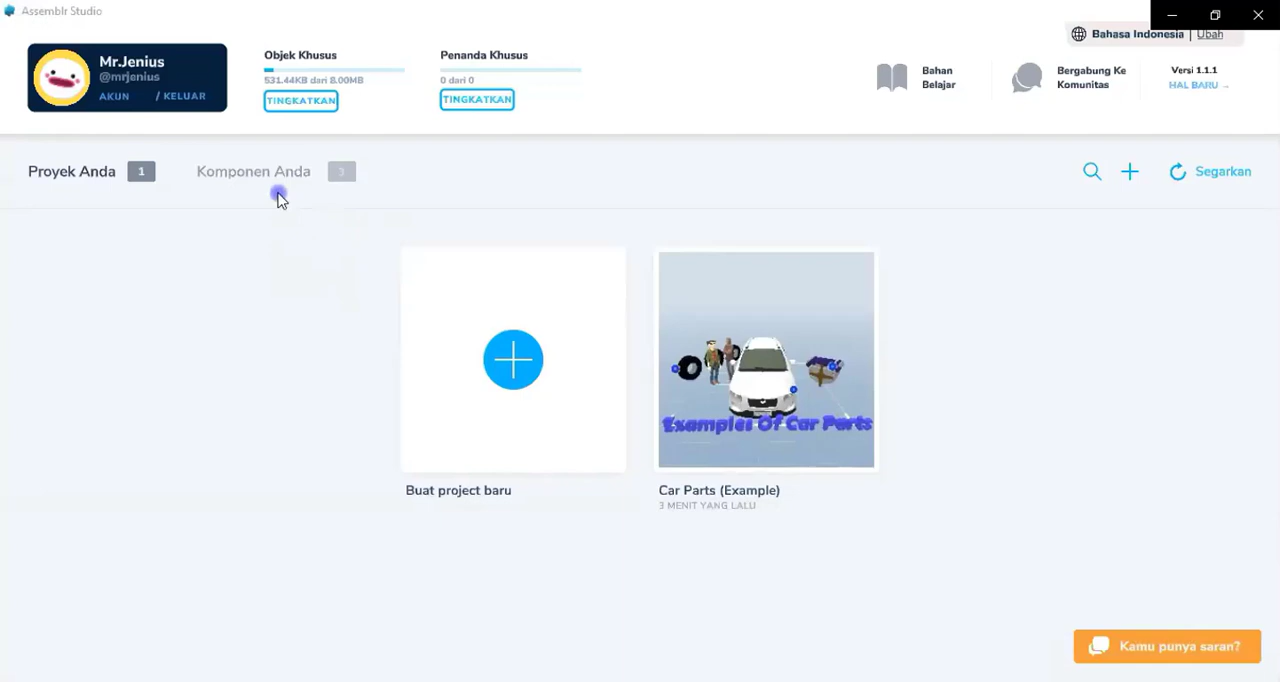 Assemblr Studio
Mr.Jenius
@mrjenius
AKUN / KELUAR
Objek Khusus
531.44KB dari 8.00MB
TINGKATKAN
Penanda Khusus
0 dari 0
TINGKATKAN
Bahasa Indonesia | Ubah
Bahan
Belajar
Bergabung Ke
Komunitas
Versi 1.1.1
HAL BARU →
Proyek Anda 1
Komponen Anda 3
Segarkan
Examples Of Car Parts
Buat project baru
Car Parts (Example)
3 MENIT YANG LALU
Kamu punya saran?